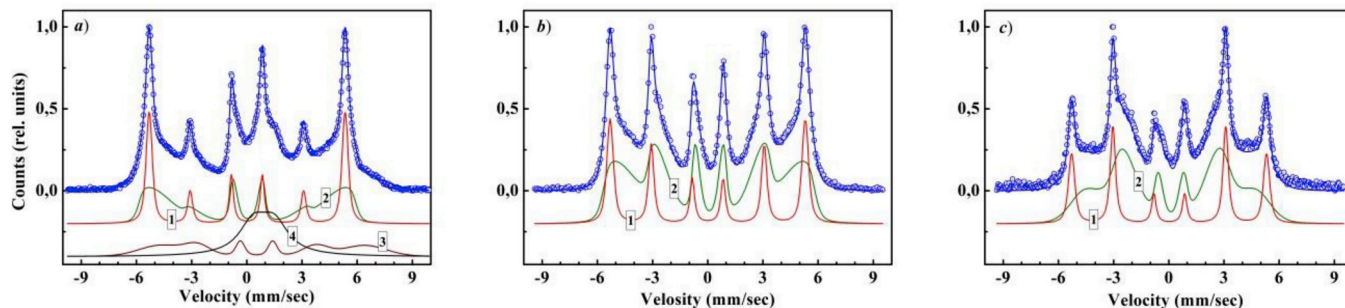 a)
b)
c)
Counts (rel. units)
1,0
0,5
0,0
1
2
3
4
-9 -6 -3 0 3 6 9
Velocity (mm/sec)
1,0
0,5
0,0
1
2
-9 -6 -3 0 3 6 9
Velosity (mm/sec)
1,0
0,5
0,0
1
2
-9 -6 -3 0 3 6 9
Velocity (mm/sec)